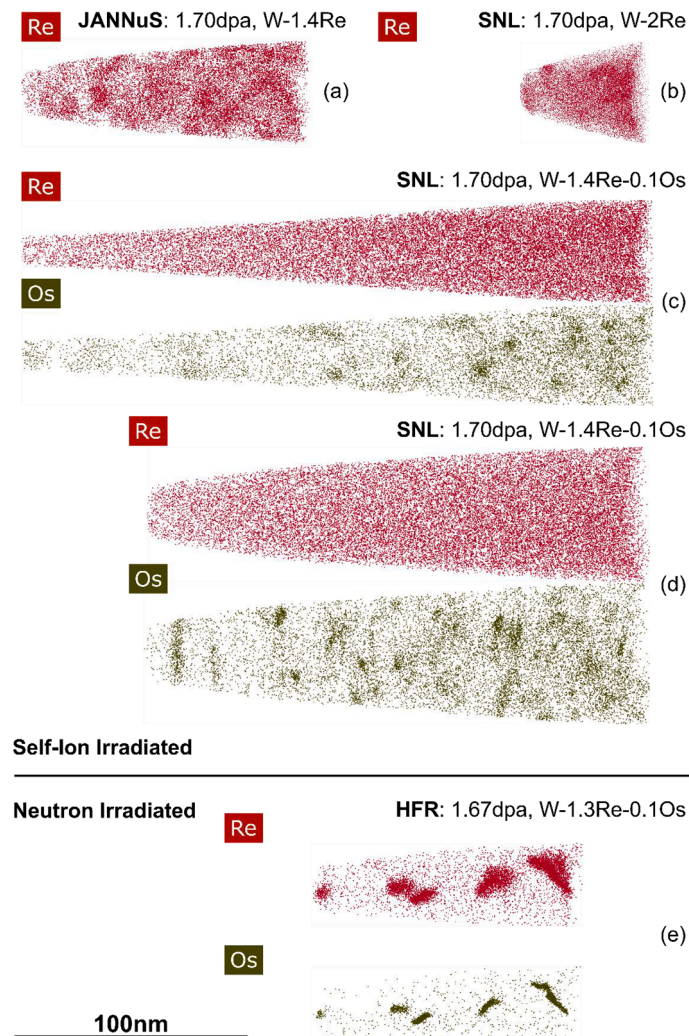 Re JANNuS: 1.70dpa, W-1.4Re
(a)
Re SNL: 1.70dpa, W-2Re
(b)
SNL: 1.70dpa, W-1.4Re-0.1Os
Re
Os
(c)
SNL: 1.70dpa, W-1.4Re-0.1Os
Re
Os
(d)
Self-Ion Irradiated
Neutron Irradiated
HFR: 1.67dpa, W-1.3Re-0.1Os
Re
(e)
Os
100nm